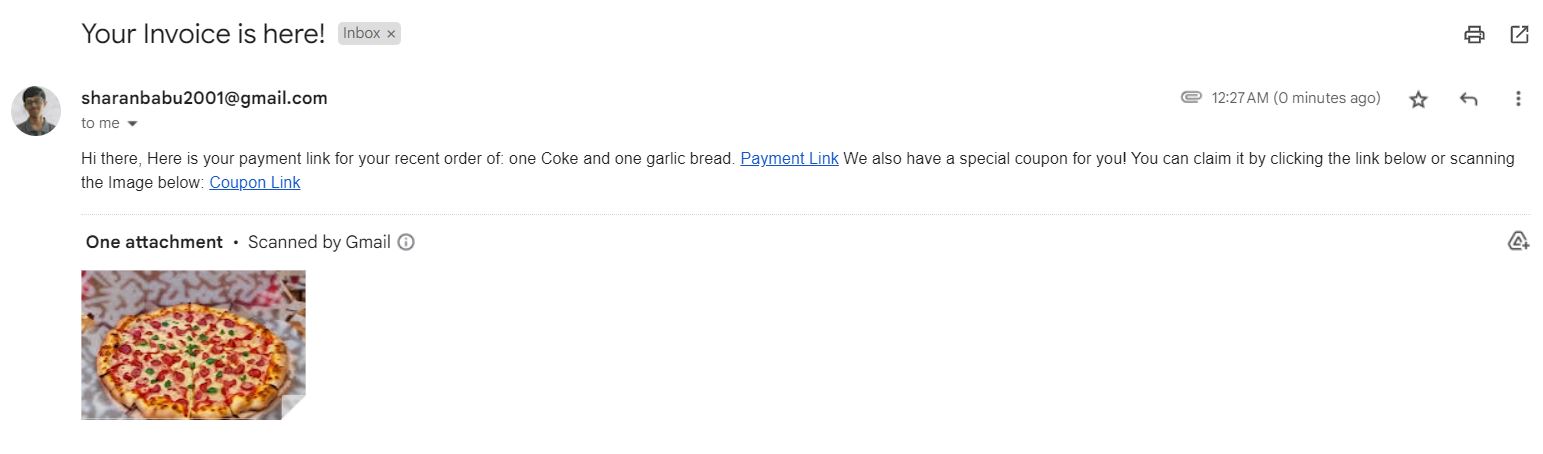 Your Invoice is here! Inbox ×
sharanbabu2001@gmail.com 12:27 AM (0 minutes ago)
to me
Hi there, Here is your payment link for your recent order of: one Coke and one garlic bread. Payment Link We also have a special coupon for you! You can claim it by clicking the link below or scanning
the Image below: Coupon Link
One attachment • Scanned by Gmail